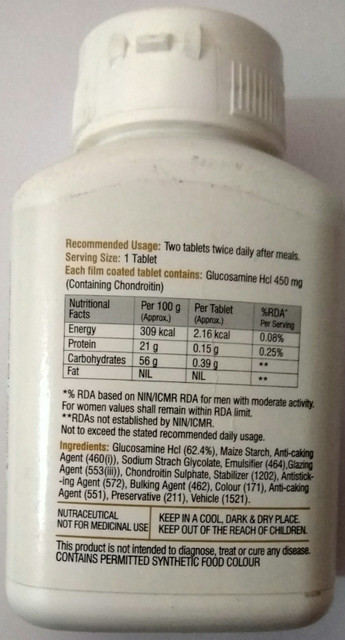 Recommended Usage: Two tablets twice daily after meals.
Serving Size: 1 Tablet
Each film coated tablet contains: Glucosamine Hcl 450 mg
(Containing Chondroitin)
Nutritional Facts Per 100 g (Approx.) Per Tablet (Approx.) %RDA* Per Serving
Energy 309 kcal 2.16 kcal 0.08%
Protein 21 g 0.15 g 0.25%
Carbohydrates 56 g 0.39 g **
Fat NIL NIL **
*% RDA based on NIN/ICMR RDA for men with moderate activity.
For women values shall remain within RDA limit.
**RDAs not established by NIN/ICMR.
Not to exceed the stated recommended daily usage.
Ingredients: Glucosamine Hcl (62.4%), Maize Starch, Anti-caking
Agent (460(i)), Sodium Strach Glycolate, Emulsifier (464),Glazing
Agent (553(iii)), Chondroitin Sulphate, Stabilizer (1202), Antistick-
-ing Agent (572), Bulking Agent (462), Colour (171), Anti-caking
Agent (551), Preservative (211), Vehicle (1521).
NUTRACEUTICAL
NOT FOR MEDICINAL USE
KEEP IN A COOL, DARK & DRY PLACE.
KEEP OUT OF THE REACH OF CHILDREN.
This product is not intended to diagnose, treat or cure any disease.
CONTAINS PERMITTED SYNTHETIC FOOD COLOUR